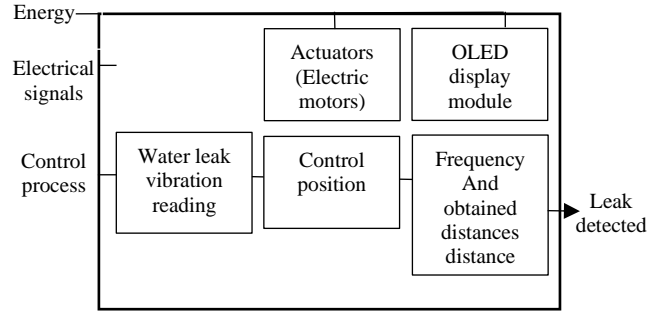 Energy
Electrical
signals
Actuators
(Electric
motors)
OLED
display
module
Control
process
Water leak
vibration
reading
Control
position
Frequency
And
obtained
distances
distance
Leak
detected